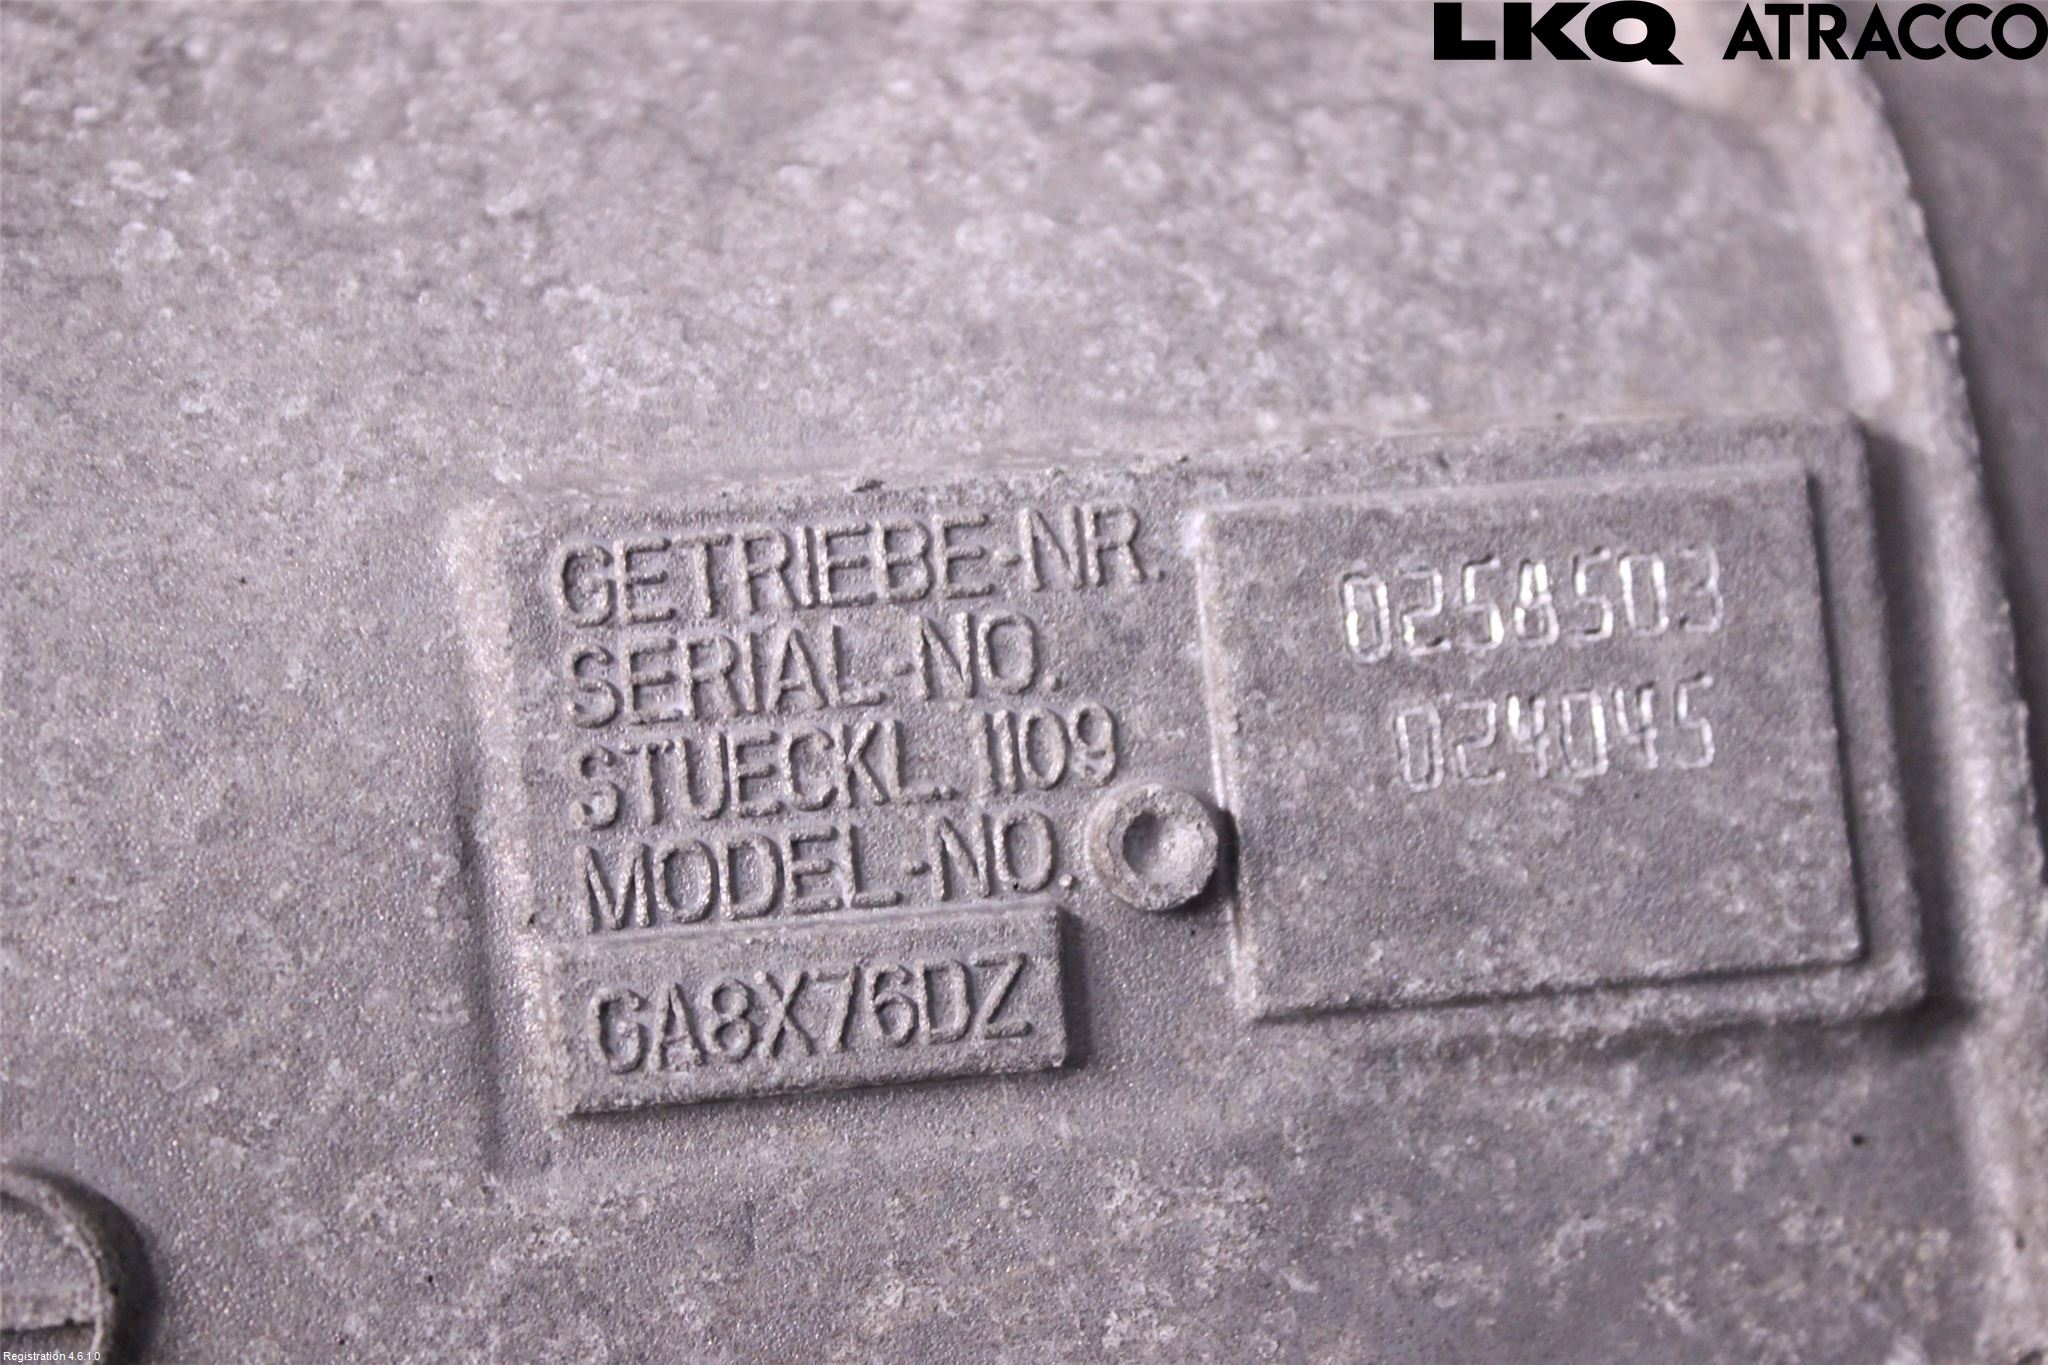 LKQ ATRACCO
GETRIEBE-NR.
SERIAL-NO.
STUECKL. 1109
MODEL-NO.
GA8X76DZ
0258503
024045
Registration 4.6.1.0